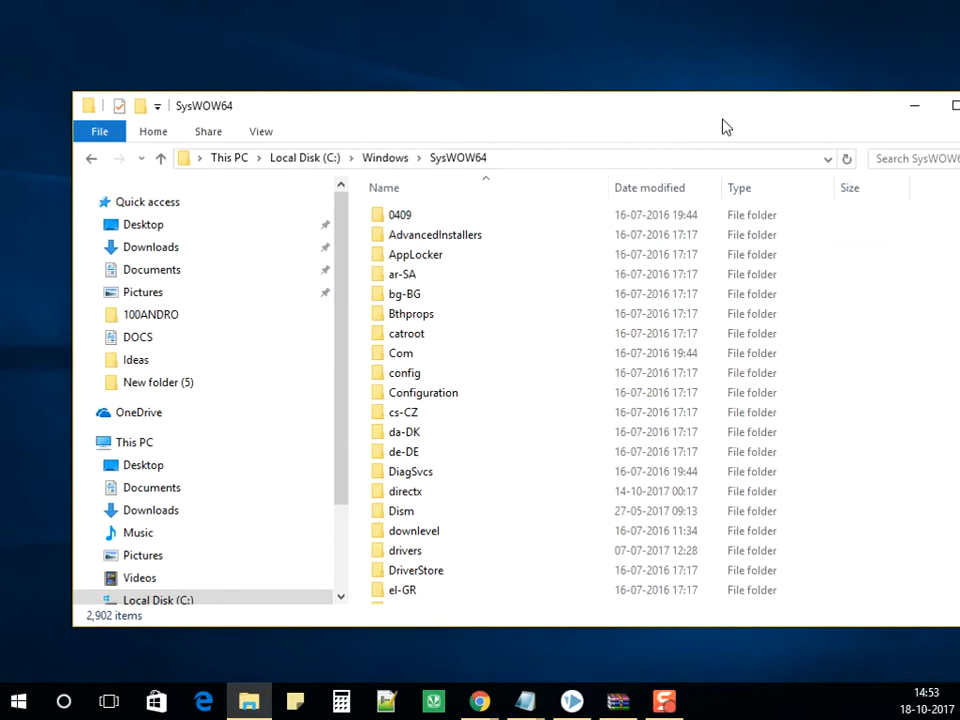 SysWOW64
File Home Share View
This PC Local Disk (C:) Windows SysWOW64 Search SysWOW6
Name Date modified Type Size
Quick access
Desktop
Downloads
Documents
Pictures
100ANDRO
DOCS
Ideas
New folder (5)
OneDrive
This PC
Desktop
Documents
Downloads
Music
Pictures
Videos
Local Disk (C:)
0409 16-07-2016 19:44 File folder
AdvancedInstallers 16-07-2016 17:17 File folder
AppLocker 16-07-2016 17:17 File folder
ar-SA 16-07-2016 17:17 File folder
bg-BG 16-07-2016 17:17 File folder
Bthprops 16-07-2016 17:17 File folder
catroot 16-07-2016 17:17 File folder
Com 16-07-2016 19:44 File folder
config 16-07-2016 17:17 File folder
Configuration 16-07-2016 17:17 File folder
cs-CZ 16-07-2016 17:17 File folder
da-DK 16-07-2016 17:17 File folder
de-DE 16-07-2016 17:17 File folder
DiagSvcs 16-07-2016 19:44 File folder
directx 14-10-2017 00:17 File folder
Dism 27-05-2017 09:13 File folder
downlevel 16-07-2016 11:34 File folder
drivers 07-07-2017 12:28 File folder
DriverStore 16-07-2016 17:17 File folder
el-GR 16-07-2016 17:17 File folder
2,902 items
14:53
18-10-2017